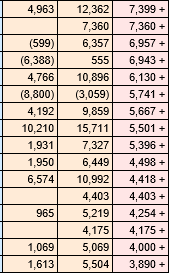 4,963 12,362 7,399 +
7,360 7,360 +
(599) 6,357 6,957 +
(6,388) 555 6,943 +
4,766 10,896 6,130 +
(8,800) (3,059) 5,741 +
4,192 9,859 5,667 +
10,210 15,711 5,501 +
1,931 7,327 5,396 +
1,950 6,449 4,498 +
6,574 10,992 4,418 +
4,403 4,403 +
965 5,219 4,254 +
4,175 4,175 +
1,069 5,069 4,000 +
1,613 5,504 3,890 +